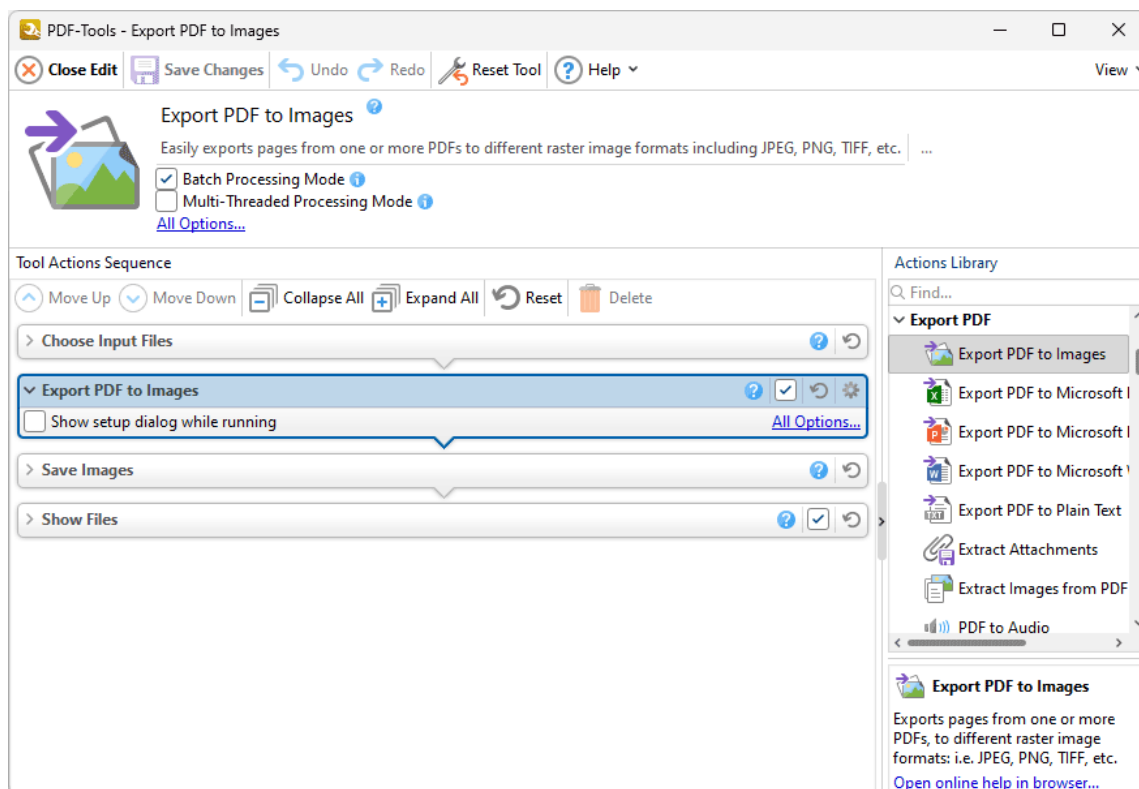 PDF-Tools - Export PDF to Images
Close Edit Save Changes Undo Redo Reset Tool Help View
Export PDF to Images
Easily exports pages from one or more PDFs to different raster image formats including JPEG, PNG, TIFF, etc. ...
Batch Processing Mode
Multi-Threaded Processing Mode
All Options...
Tool Actions Sequence
Move Up Move Down Collapse All Expand All Reset Delete
Choose Input Files
Export PDF to Images
Show setup dialog while running All Options...
Save Images
Show Files
Actions Library
Find...
Export PDF
Export PDF to Images
Export PDF to Microsoft
Export PDF to Microsoft
Export PDF to Microsoft
Export PDF to Plain Text
Extract Attachments
Extract Images from PDF
PDF to Audio
Export PDF to Images
Exports pages from one or more
PDFs, to different raster image
formats: i.e. JPEG, PNG, TIFF, etc.
Open online help in browser...